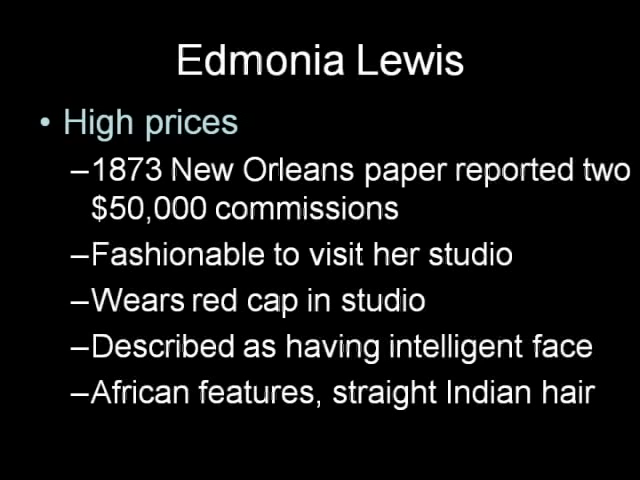 Edmonia Lewis
• High prices
–1873 New Orleans paper reported two
$50,000 commissions
–Fashionable to visit her studio
–Wears red cap in studio
–Described as having intelligent face
–African features, straight Indian hair